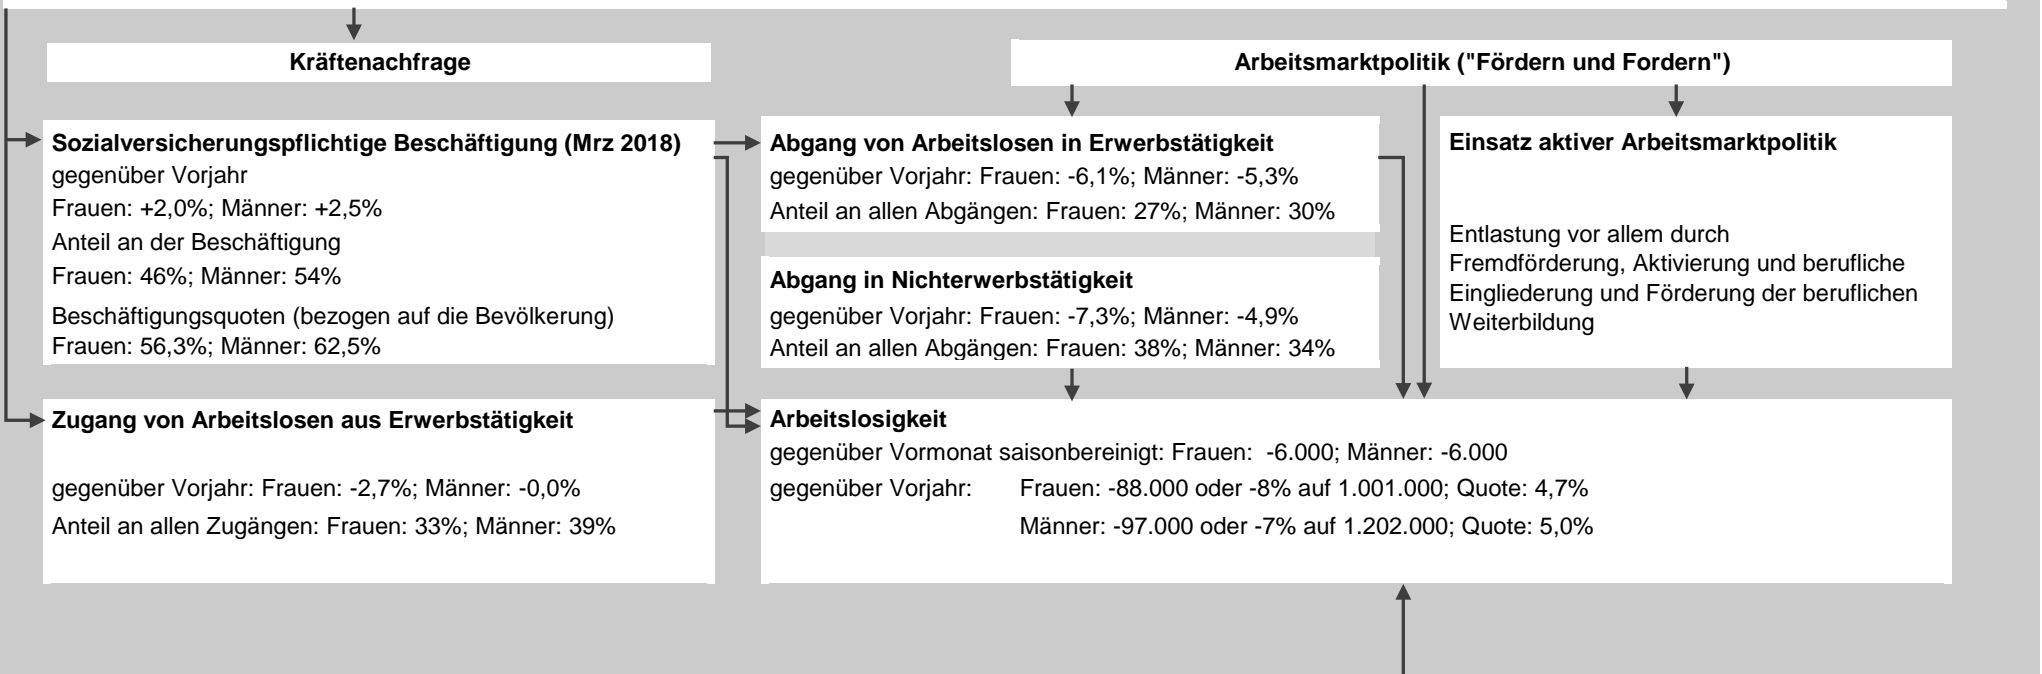 Kräftenachfrage
Arbeitsmarktpolitik ("Fördern und Fordern")
Sozialversicherungspflichtige Beschäftigung (Mrz 2018)
gegenüber Vorjahr
Frauen: +2,0%; Männer: +2,5%
Anteil an der Beschäftigung
Frauen: 46%; Männer: 54%
Beschäftigungsquoten (bezogen auf die Bevölkerung)
Frauen: 56,3%; Männer: 62,5%
Abgang von Arbeitslosen in Erwerbstätigkeit
gegenüber Vorjahr: Frauen: -6,1%; Männer: -5,3%
Anteil an allen Abgängen: Frauen: 27%; Männer: 30%
Abgang in Nichterwerbstätigkeit
gegenüber Vorjahr: Frauen: -7,3%; Männer: -4,9%
Anteil an allen Abgängen: Frauen: 38%; Männer: 34%
Einsatz aktiver Arbeitsmarktpolitik
Entlastung vor allem durch
Fremdförderung, Aktivierung und berufliche
Eingliederung und Förderung der beruflichen
Weiterbildung
Zugang von Arbeitslosen aus Erwerbstätigkeit
gegenüber Vorjahr: Frauen: -2,7%; Männer: -0,0%
Anteil an allen Zugängen: Frauen: 33%; Männer: 39%
Arbeitslosigkeit
gegenüber Vormonat saisonbereinigt: Frauen: -6.000; Männer: -6.000
gegenüber Vorjahr: Frauen: -88.000 oder -8% auf 1.001.000; Quote: 4,7%
Männer: -97.000 oder -7% auf 1.202.000; Quote: 5,0%